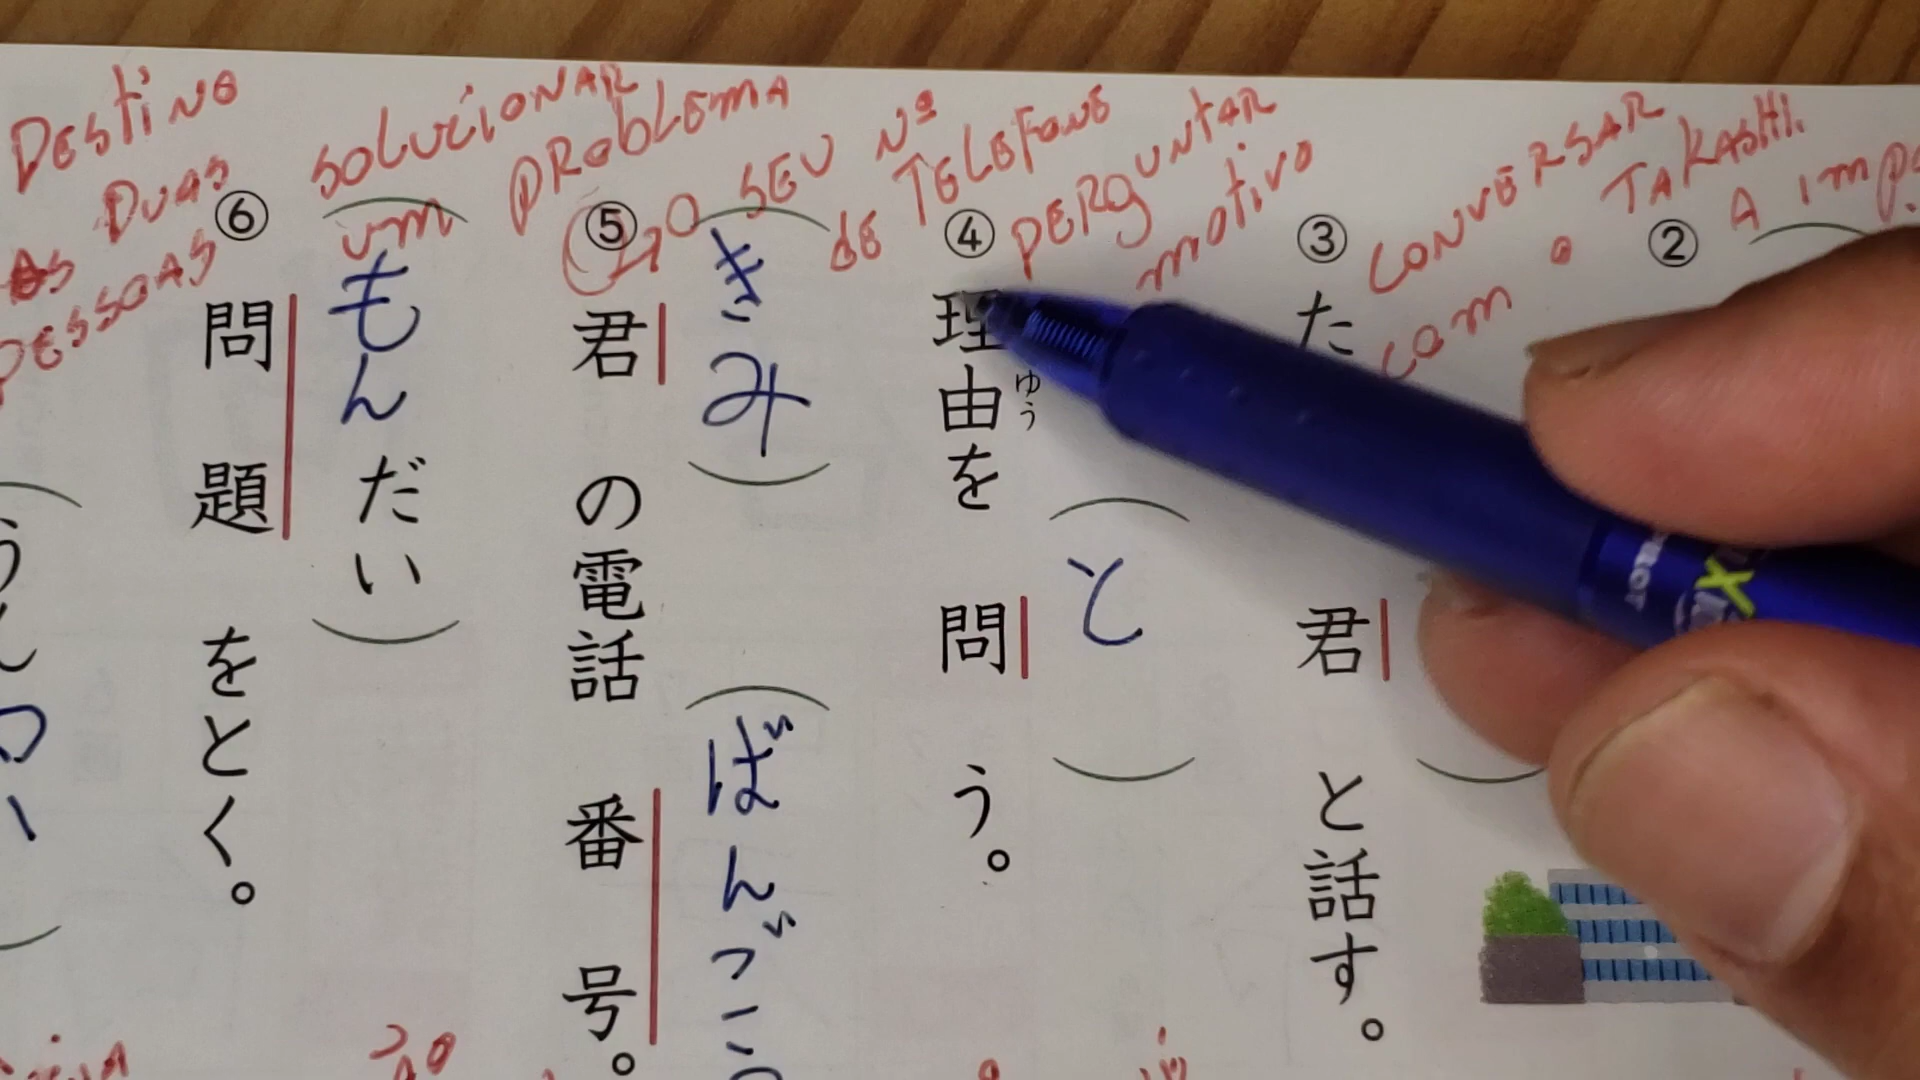 ②
A
③
た
君と話す。
CONVERSAR
COM O
TAKASHI.
④
理由を問う。
ゆう
と
PERGUNTAR
motivo
⑤
君の電話番号。
きみ
ばんごう
O SEU Nº
DE TELEFONE
⑥
問題をとく。
もんだい
SOLUCIONAR
um PROBLEMA
DESTINO
DUAS
PESSOAS